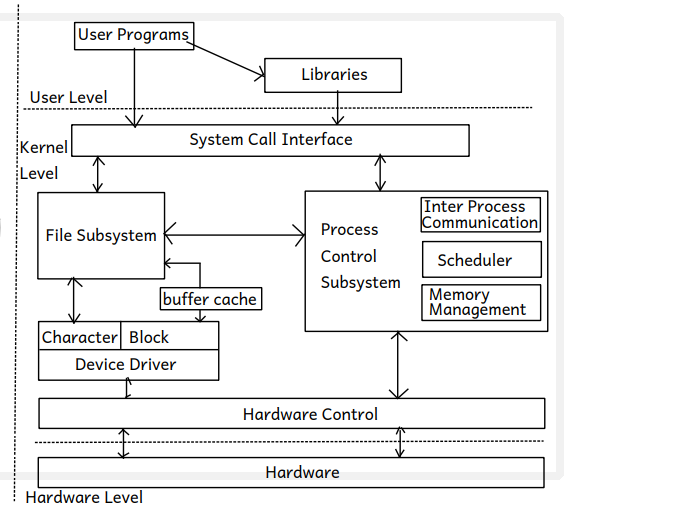 User Programs
Libraries
User Level
System Call Interface
Kernel
Level
File Subsystem
Process
Control
Subsystem
Inter Process
Communication
Scheduler
Memory
Management
buffer cache
Character
Block
Device Driver
Hardware Control
Hardware
Hardware Level